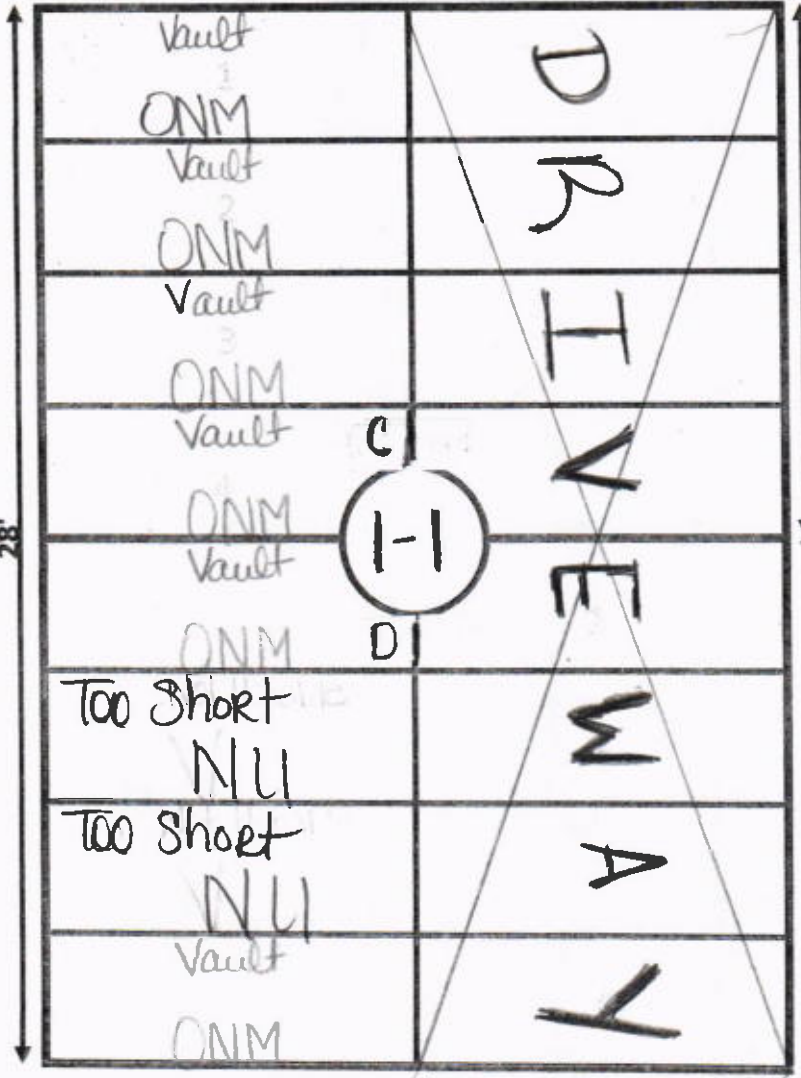 Vault
1
ONM
Vault
2
ONM
Vault
3
ONM
Vault
ONM
Vault
ONM
Too Short
NU
Too Short
NU
Vault
ONM
C
1-1
D
DRIVEWAY
28'